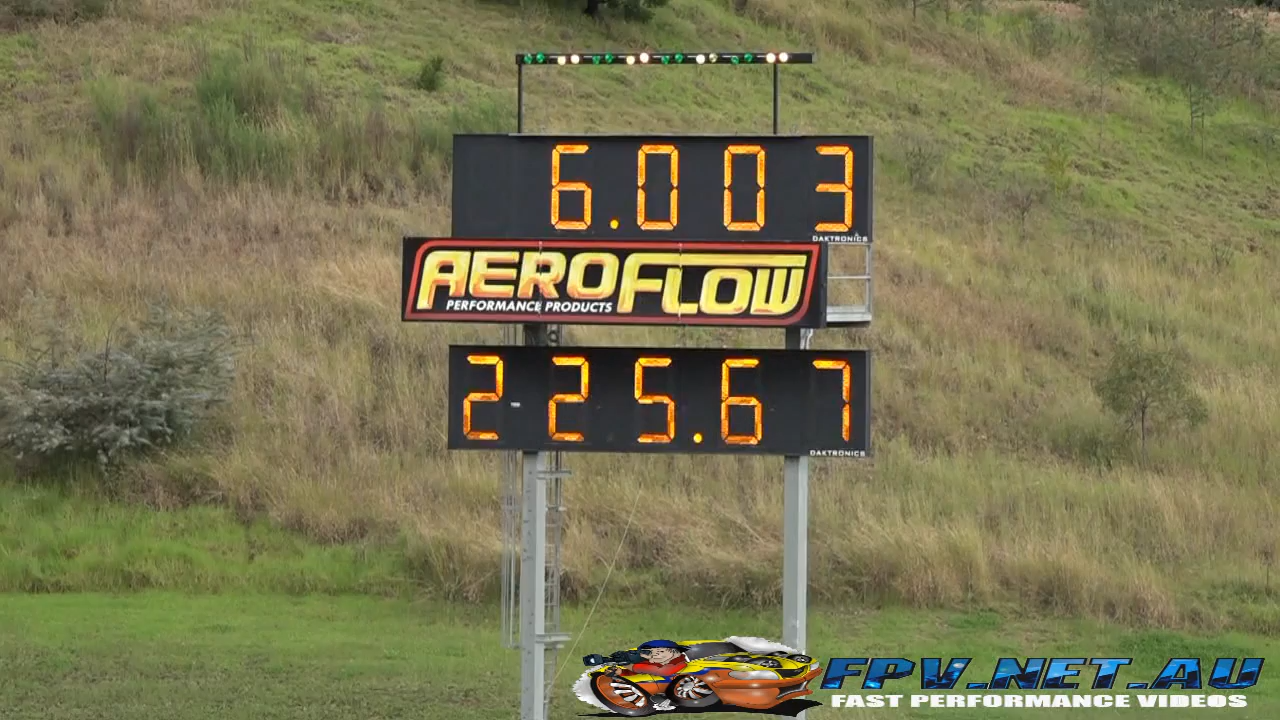 6.003
DAKTRONICS
AEROFLOW
PERFORMANCE PRODUCTS
225.67
DAKTRONICS
FPV.NET.AU
FAST PERFORMANCE VIDEOS